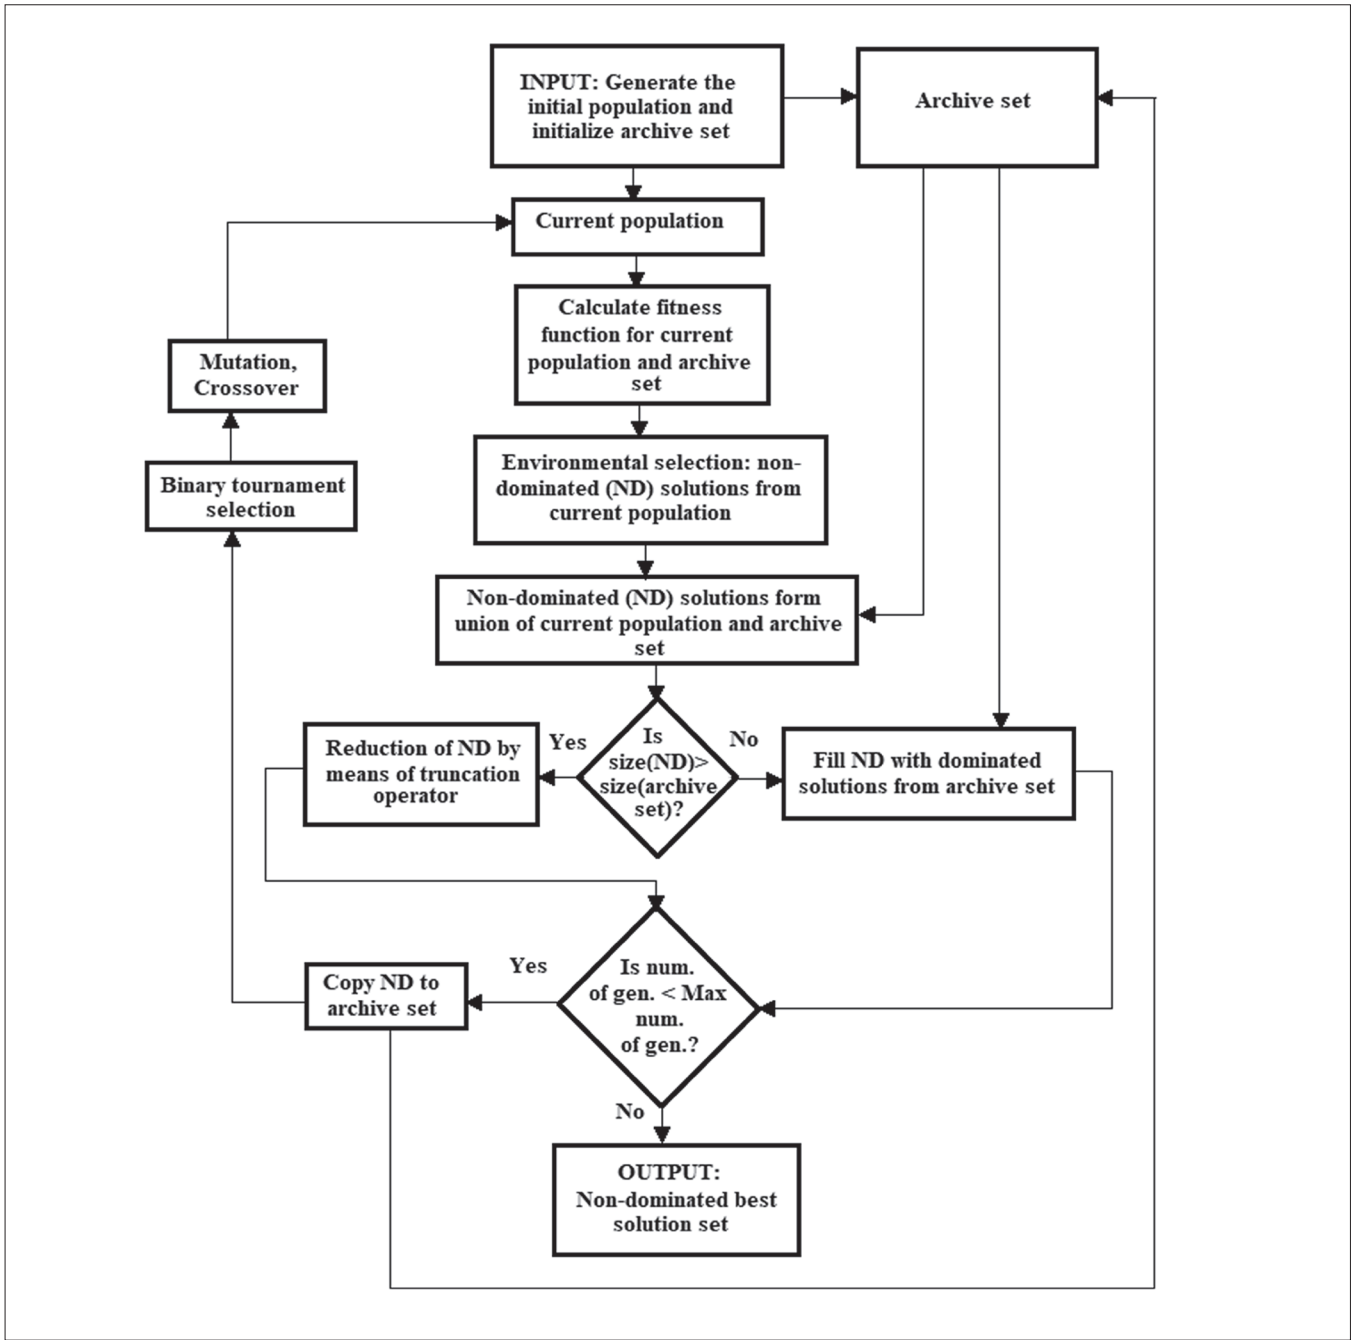 INPUT: Generate the
initial population and
initialize archive set
Archive set
Current population
Calculate fitness
function for current
population and archive
set
Mutation,
Crossover
Environmental selection: non-
dominated (ND) solutions from
current population
Binary tournament
selection
Non-dominated (ND) solutions form
union of current population and archive
set
Reduction of ND by
means of truncation
operator
Yes
Is
size(ND)>
size(archive
set)?
No
Fill ND with dominated
solutions from archive set
Copy ND to
archive set
Yes
Is num.
of gen. < Max
num.
of gen.?
No
OUTPUT:
Non-dominated best
solution set